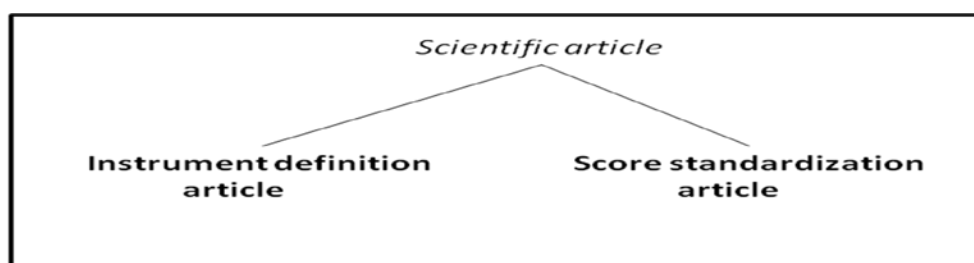 Scientific article
Instrument definition
article
Score standardization
article